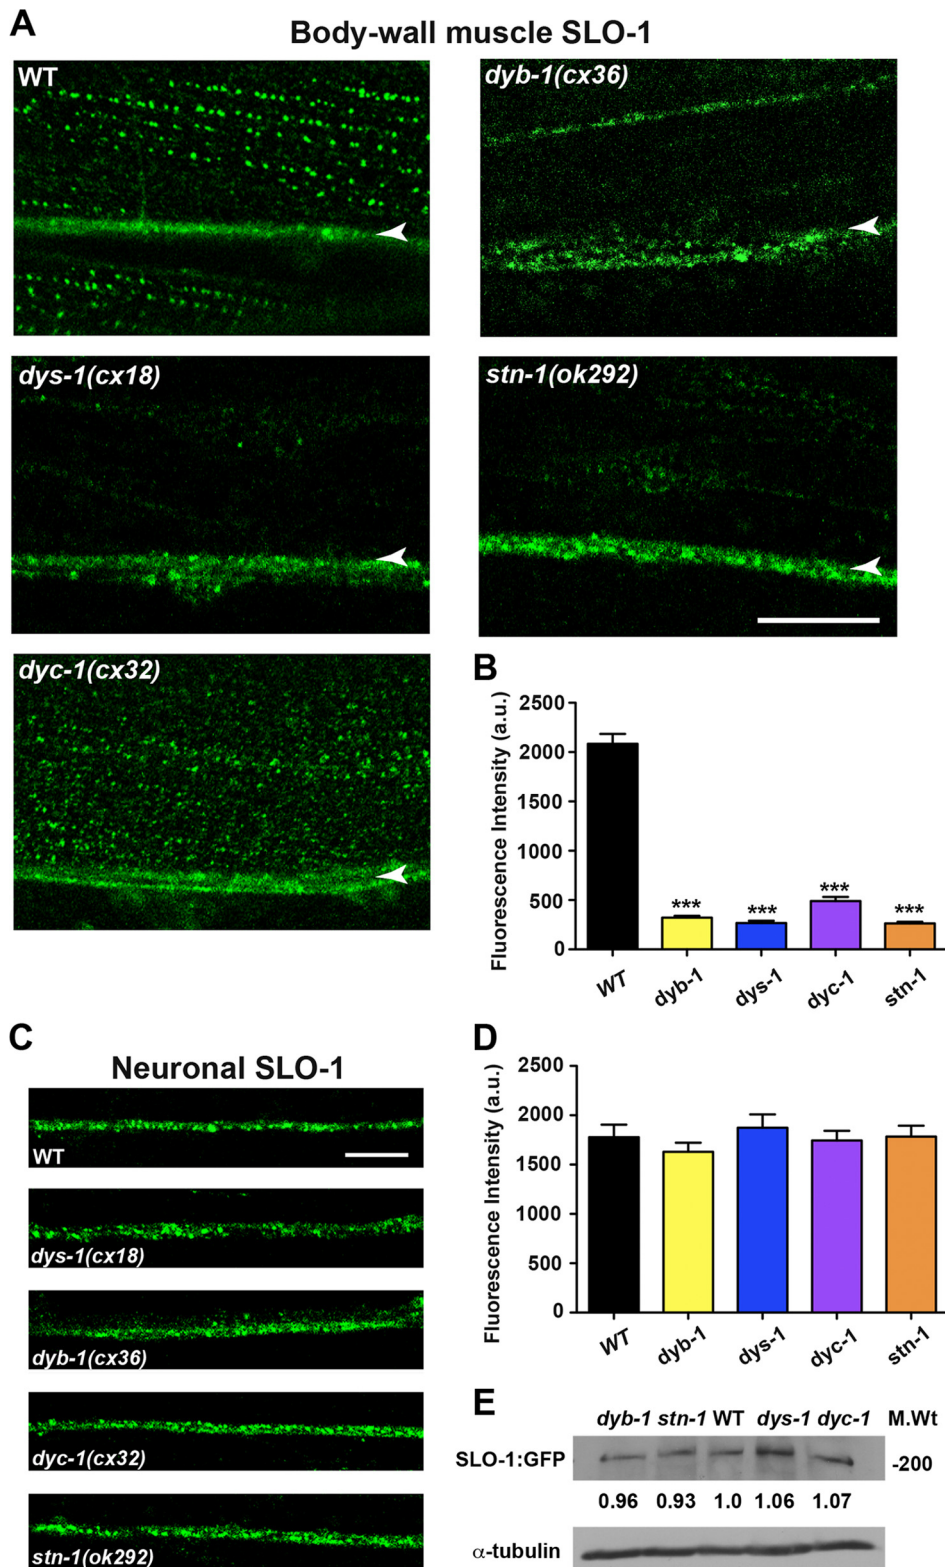 A
Body-wall muscle SLO-1
WT
dyb-1(cx36)
dys-1(cx18)
stn-1(ok292)
dyc-1(cx32)
B
Fluorescence Intensity (a.u.)
2500
2000
1500
1000
500
0
***
***
***
***
WT
dyb-1
dys-1
dyc-1
stn-1
C
Neuronal SLO-1
WT
dys-1(cx18)
dyb-1(cx36)
dyc-1(cx32)
stn-1(ok292)
D
Fluorescence Intensity (a.u.)
2500
2000
1500
1000
500
0
WT
dyb-1
dys-1
dyc-1
stn-1
E
dyb-1 stn-1 WT dys-1 dyc-1 M.Wt
SLO-1:GFP -200
0.96 0.93 1.0 1.06 1.07
α-tubulin